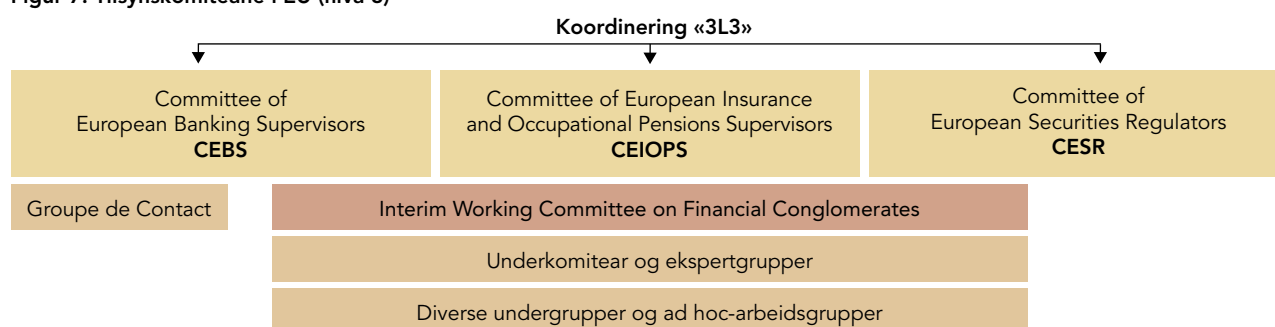 Koordinering «3L3»
Committee of
European Banking Supervisors
CEBS
Committee of European Insurance
and Occupational Pensions Supervisors
CEIOPS
Committee of
European Securities Regulators
CESR
Groupe de Contact
Interim Working Committee on Financial Conglomerates
Underkomitear og ekspertgrupper
Diverse undergrupper og ad hoc-arbeidsgrupper